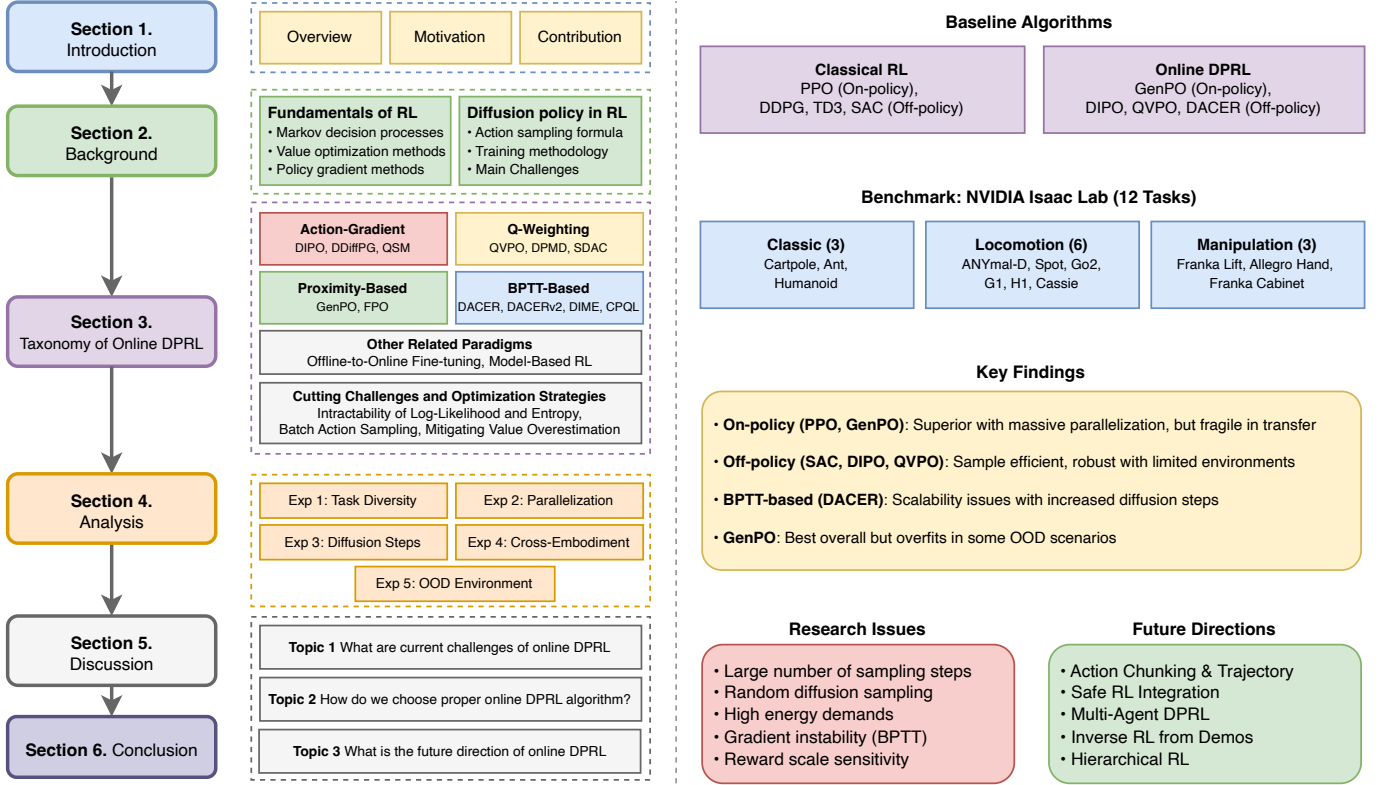 Section 1.
Introduction
Overview
Motivation
Contribution
Section 2.
Background
Fundamentals of RL
• Markov decision processes
• Value optimization methods
• Policy gradient methods
Diffusion policy in RL
• Action sampling formula
• Training methodology
• Main Challenges
Section 3.
Taxonomy of Online DPRL
Action-Gradient
DIPO, DDiffPG, QSM
Q-Weighting
QVPO, DPMD, SDAC
Proximity-Based
GenPO, FPO
BPTT-Based
DACER, DACERv2, DIME, CPQL
Other Related Paradigms
Offline-to-Online Fine-tuning, Model-Based RL
Cutting Challenges and Optimization Strategies
Intractability of Log-Likelihood and Entropy,
Batch Action Sampling, Mitigating Value Overestimation
Section 4.
Analysis
Exp 1: Task Diversity
Exp 2: Parallelization
Exp 3: Diffusion Steps
Exp 4: Cross-Embodiment
Exp 5: OOD Environment
Section 5.
Discussion
Topic 1 What are current challenges of online DPRL
Topic 2 How do we choose proper online DPRL algorithm?
Topic 3 What is the future direction of online DPRL
Section 6. Conclusion
Baseline Algorithms
Classical RL
PPO (On-policy),
DDPG, TD3, SAC (Off-policy)
Online DPRL
GenPO (On-policy),
DIPO, QVPO, DACER (Off-policy)
Benchmark: NVIDIA Isaac Lab (12 Tasks)
Classic (3)
Cartpole, Ant,
Humanoid
Locomotion (6)
ANYmal-D, Spot, Go2,
G1, H1, Cassie
Manipulation (3)
Franka Lift, Allegro Hand,
Franka Cabinet
Key Findings
• On-policy (PPO, GenPO): Superior with massive parallelization, but fragile in transfer
• Off-policy (SAC, DIPO, QVPO): Sample efficient, robust with limited environments
• BPTT-based (DACER): Scalability issues with increased diffusion steps
• GenPO: Best overall but overfits in some OOD scenarios
Research Issues
• Large number of sampling steps
• Random diffusion sampling
• High energy demands
• Gradient instability (BPTT)
• Reward scale sensitivity
Future Directions
• Action Chunking & Trajectory
• Safe RL Integration
• Multi-Agent DPRL
• Inverse RL from Demos
• Hierarchical RL